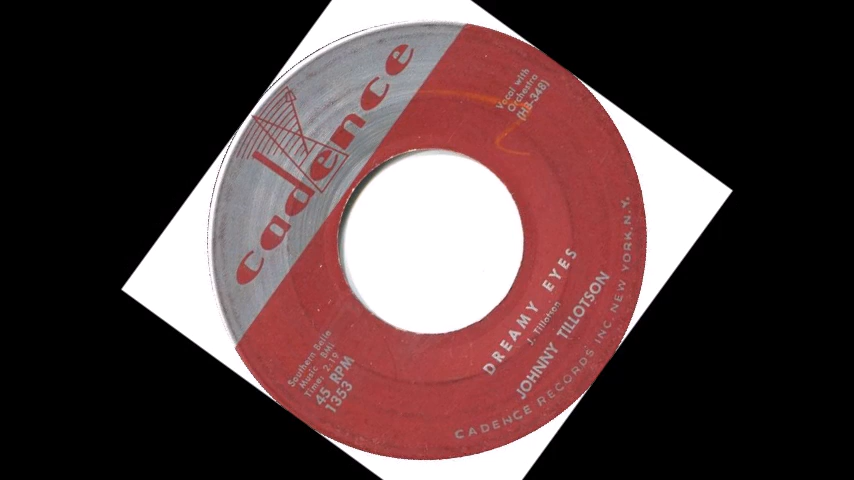 cadence
Vocal with
Orchestra
(HB-348)
Southern Belle
Music - BMI
Time: 2:19
45 RPM
1353
DREAMY EYES
J. Tillotson
JOHNNY TILLOTSON
CADENCE RECORDS INC. NEW YORK, N.Y.